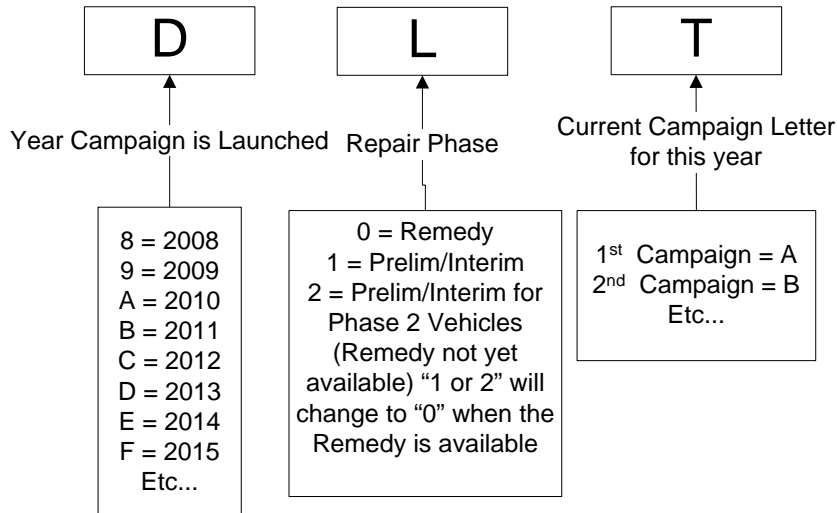 D
L
T
Year Campaign is Launched
Repair Phase
Current Campaign Letter
for this year
8 = 2008
9 = 2009
A = 2010
B = 2011
C = 2012
D = 2013
E = 2014
F = 2015
Etc...
0 = Remedy
1 = Prelim/Interim
2 = Prelim/Interim for
Phase 2 Vehicles
(Remedy not yet
available) “1 or 2” will
change to “0” when the
Remedy is available
1st Campaign = A
2nd Campaign = B
Etc...